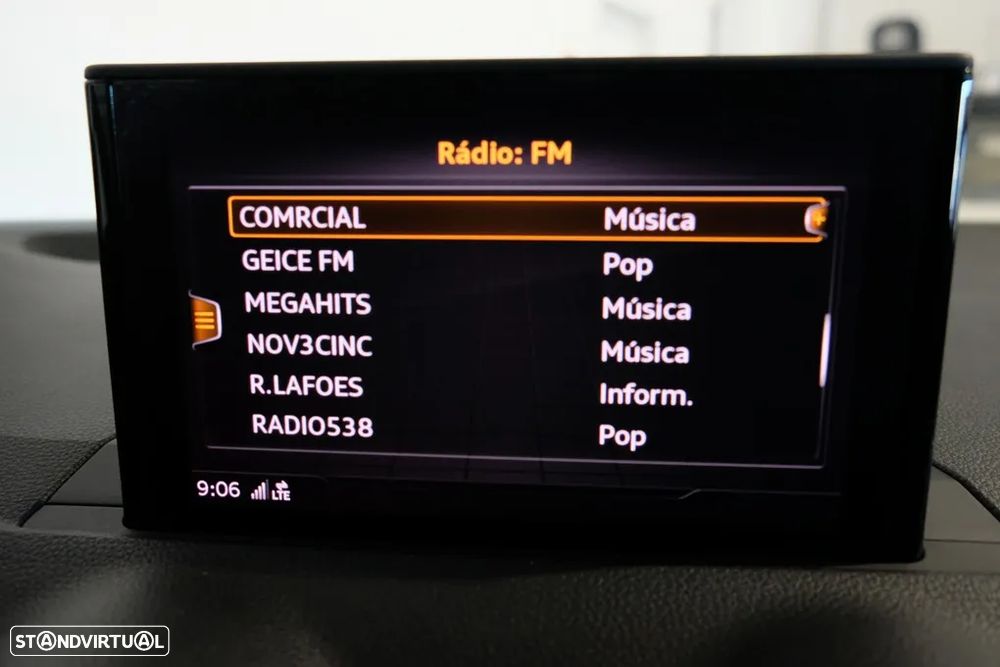 Rádio: FM
COMRCIAL Música
GEICE FM Pop
MEGAHITS Música
NOV3CINC Música
R.LAFOES Inform.
RADIO538 Pop
9:06 LTE
STANDVIRTUAL